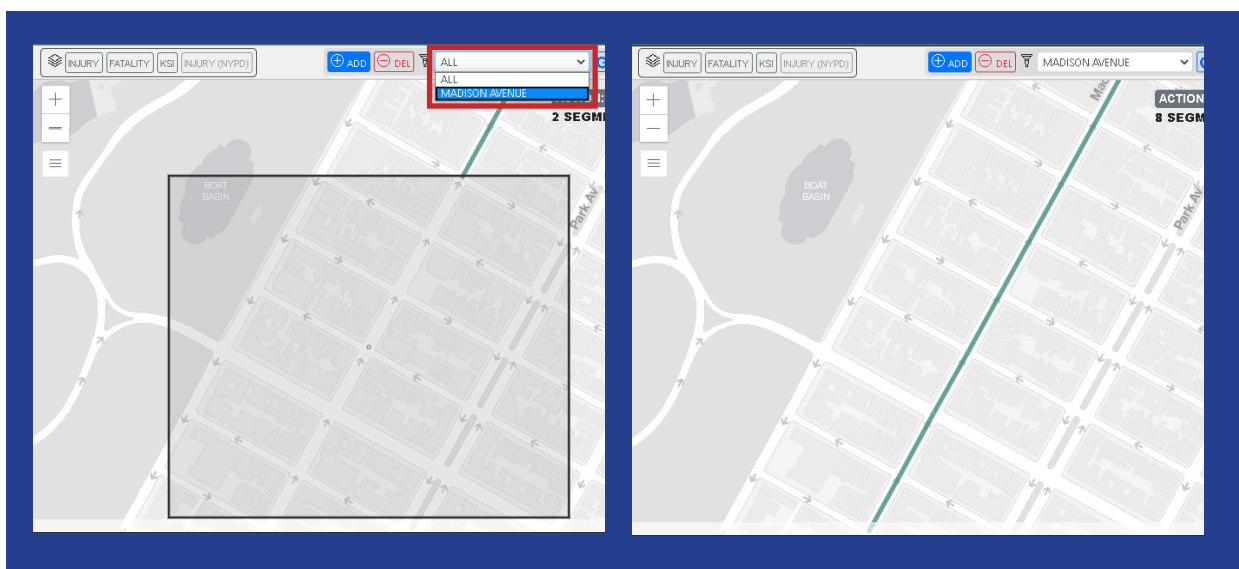 INJURY FATALITY KSI INJURY (NYPD) ADD DEL ALL
ALL
MADISON AVENUE
2 SEGM
BOAT
BASIN
Park Av
INJURY FATALITY KSI INJURY (NYPD) ADD DEL MADISON AVENUE
Mad
ACTION
8 SEGM
BOAT
BASIN
Park Av